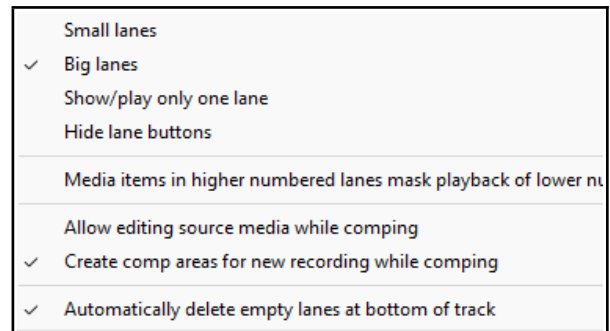 Small lanes
Big lanes
Show/play only one lane
Hide lane buttons
Media items in higher numbered lanes mask playback of lower
Allow editing source media while comping
Create comp areas for new recording while comping
Automatically delete empty lanes at bottom of track